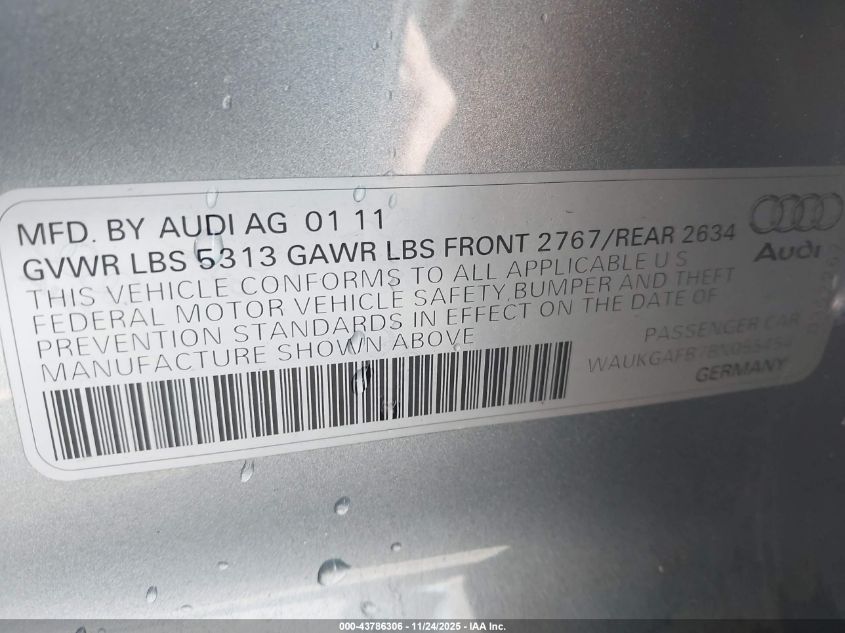 MFD. BY AUDI AG 01 11
GVWR LBS 5313 GAWR LBS FRONT 2767/REAR 2634
THIS VEHICLE CONFORMS TO ALL APPLICABLE U S
FEDERAL MOTOR VEHICLE SAFETY, BUMPER AND THEFT
PREVENTION STANDARDS IN EFFECT ON THE DATE OF
MANUFACTURE SHOWN ABOVE
Audi
PASSENGER CAR
GERMANY
000-43786306 - 11/24/2025 - IAA Inc.